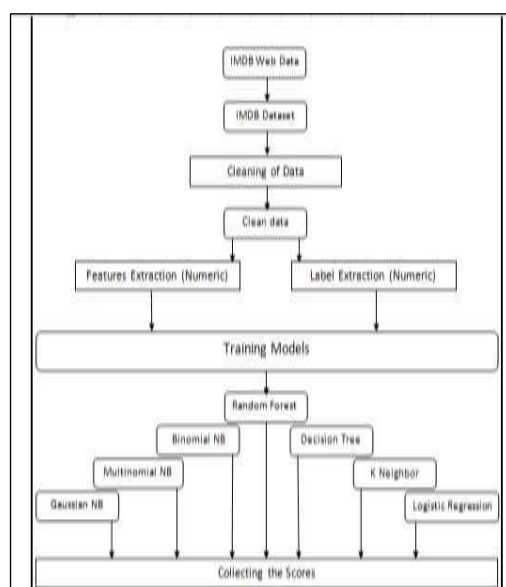 IMDB Web Data
IMDB Dataset
Cleaning of Data
Clean data
Features Extraction (Numeric)
Label Extraction (Numeric)
Training Models
Random Forest
Binomial NB
Decision Tree
Multinomial NB
K Neighbor
Gaussian NB
Logistic Regression
Collecting the Scores